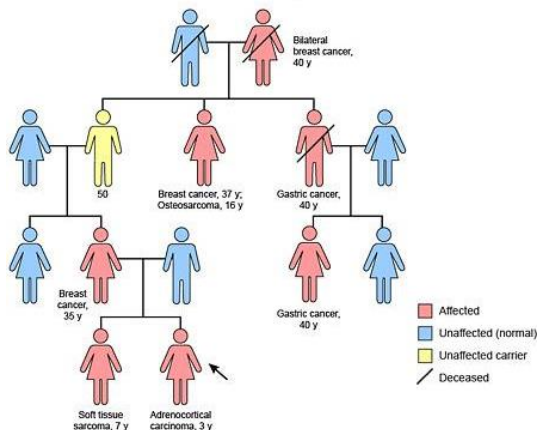 Bilateral
breast cancer,
40 y
50
Breast cancer, 37 y;
Osteosarcoma, 16 y
Gastric cancer,
40 y
Breast
cancer,
35 y
Gastric cancer,
40 y
Soft tissue
sarcoma, 7 y
Adrenocortical
carcinoma, 3 y
Affected
Unaffected (normal)
Unaffected carrier
Deceased